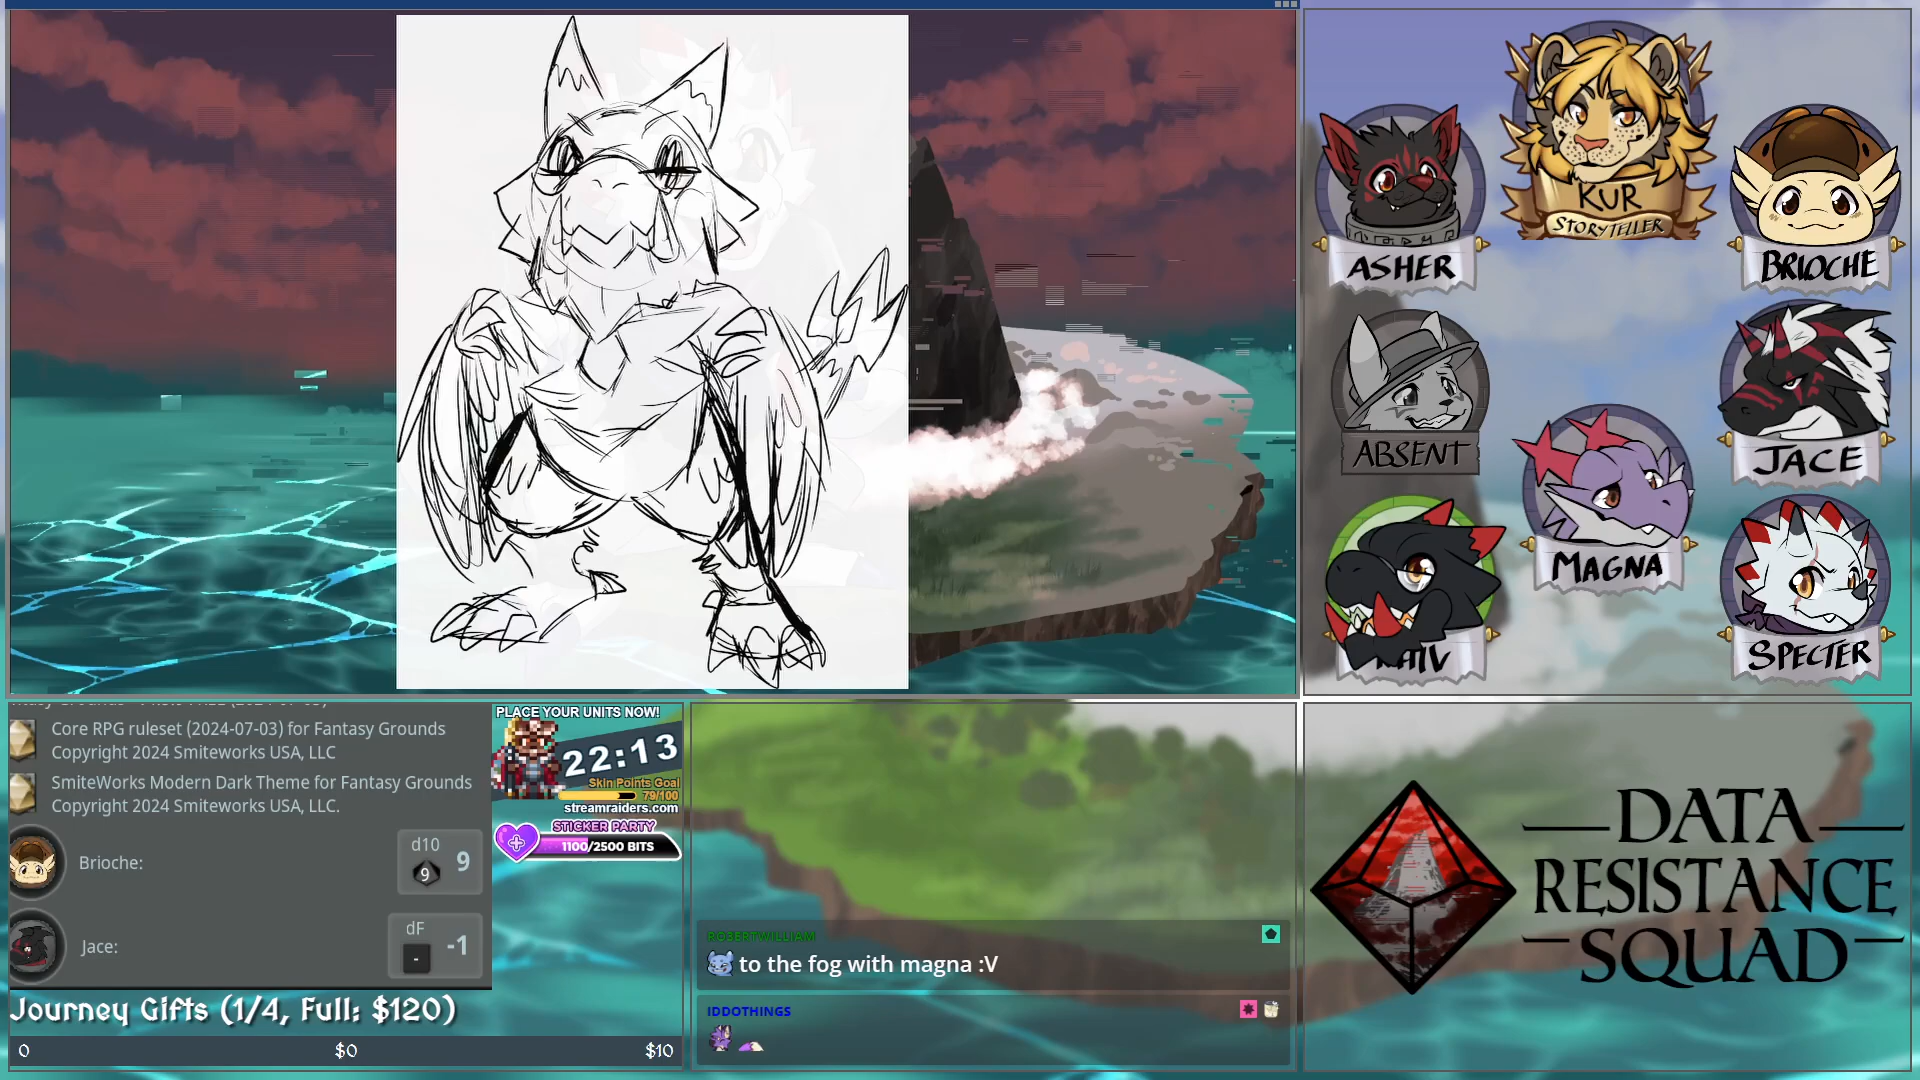 KUR
STORYTELLER
ASHER
BRIOCHE
ABSENT
JACE
MAGNA
SPECTER
Core RPG ruleset (2024-07-03) for Fantasy Grounds
Copyright 2024 Smiteworks USA, LLC
SmiteWorks Modern Dark Theme for Fantasy Grounds
Copyright 2024 Smiteworks USA, LLC.
Brioche:
d10
9
9
Jace:
dF
-
-1
PLACE YOUR UNITS NOW!
22:13
Skin Points Goal
79/100
streamraiders.com
STICKER PARTY
1100/2500 BITS
Journey Gifts (1/4, Full: $120)
0 $0 $10
ROBERTWILLIAM
to the fog with magna :V
IDDOTHINGS
DATA
RESISTANCE
SQUAD